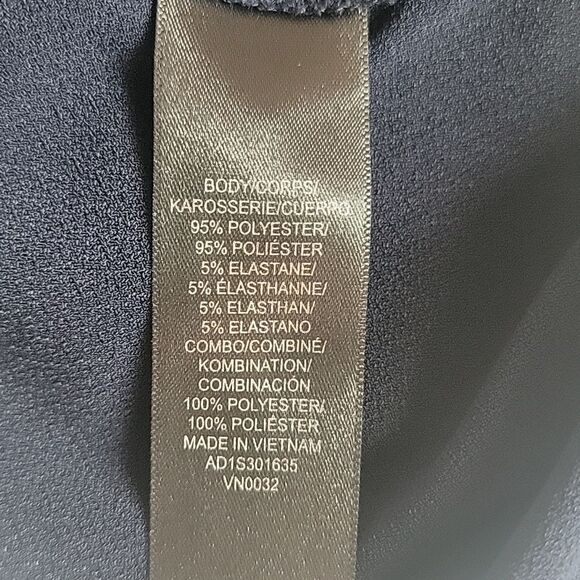 BODY/CORPS/
KAROSSERIE/CUERPO
95% POLYESTER/
95% POLIÉSTER
5% ELASTANE/
5% ÉLASTHANNE/
5% ELASTHAN/
5% ELASTANO
COMBO/COMBINÉ/
KOMBINATION/
COMBINACIÓN
100% POLYESTER/
100% POLIÉSTER
MADE IN VIETNAM
AD1S301635
VN0032